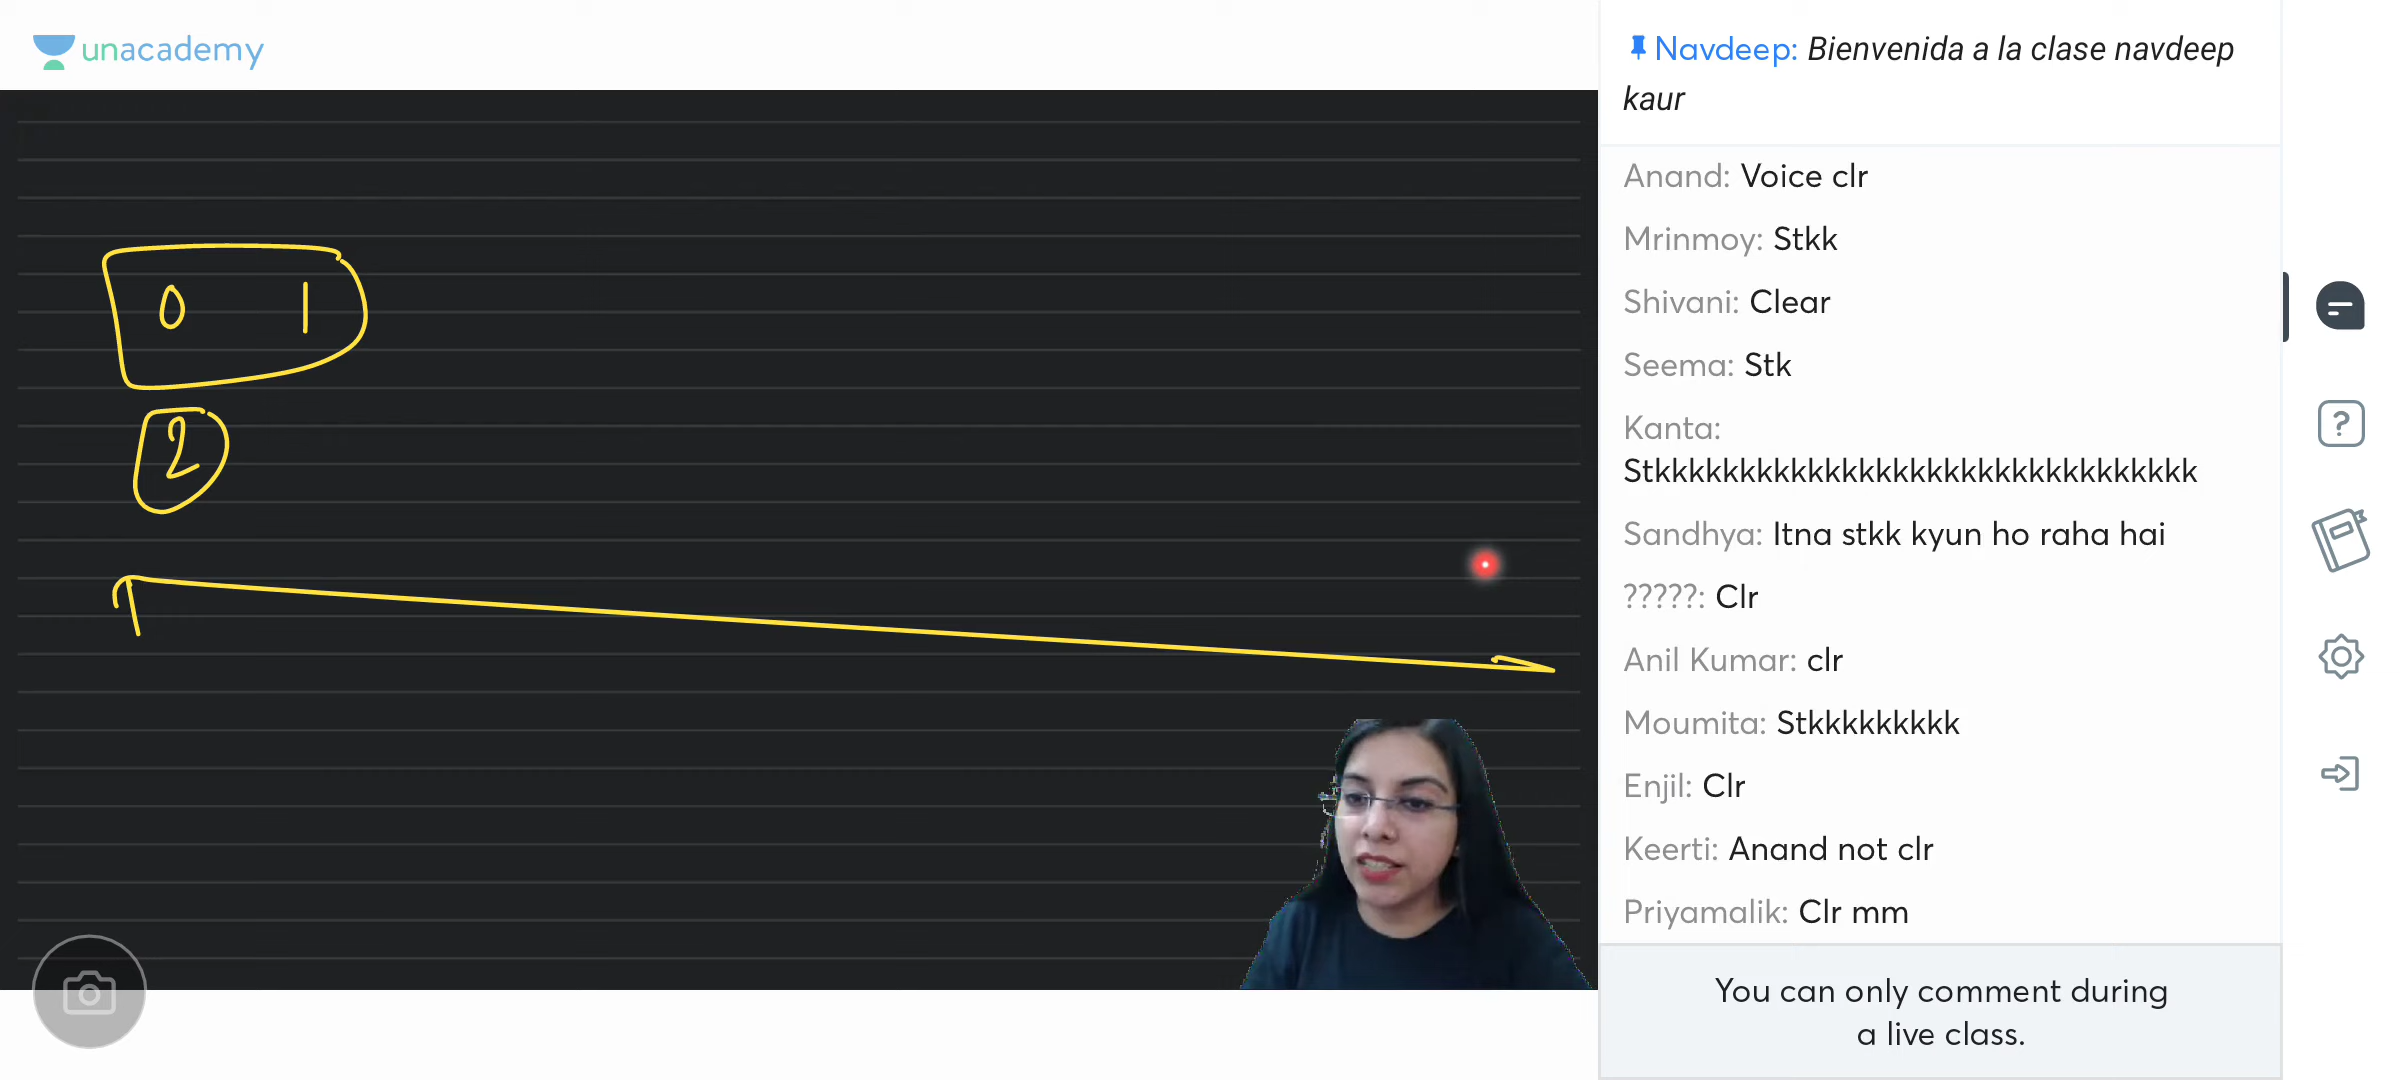 unacademy
0 1
2
Navdeep: Bienvenida a la clase navdeep
kaur
Anand: Voice clr
Mrinmoy: Stkk
Shivani: Clear
Seema: Stk
Kanta:
Stkkkkkkkkkkkkkkkkkkkkkkkkkkkkkkkk
Sandhya: Itna stkk kyun ho raha hai
?????: Clr
Anil Kumar: clr
Moumita: Stkkkkkkkkk
Enjil: Clr
Keerti: Anand not clr
Priyamalik: Clr mm
You can only comment during
a live class.
?